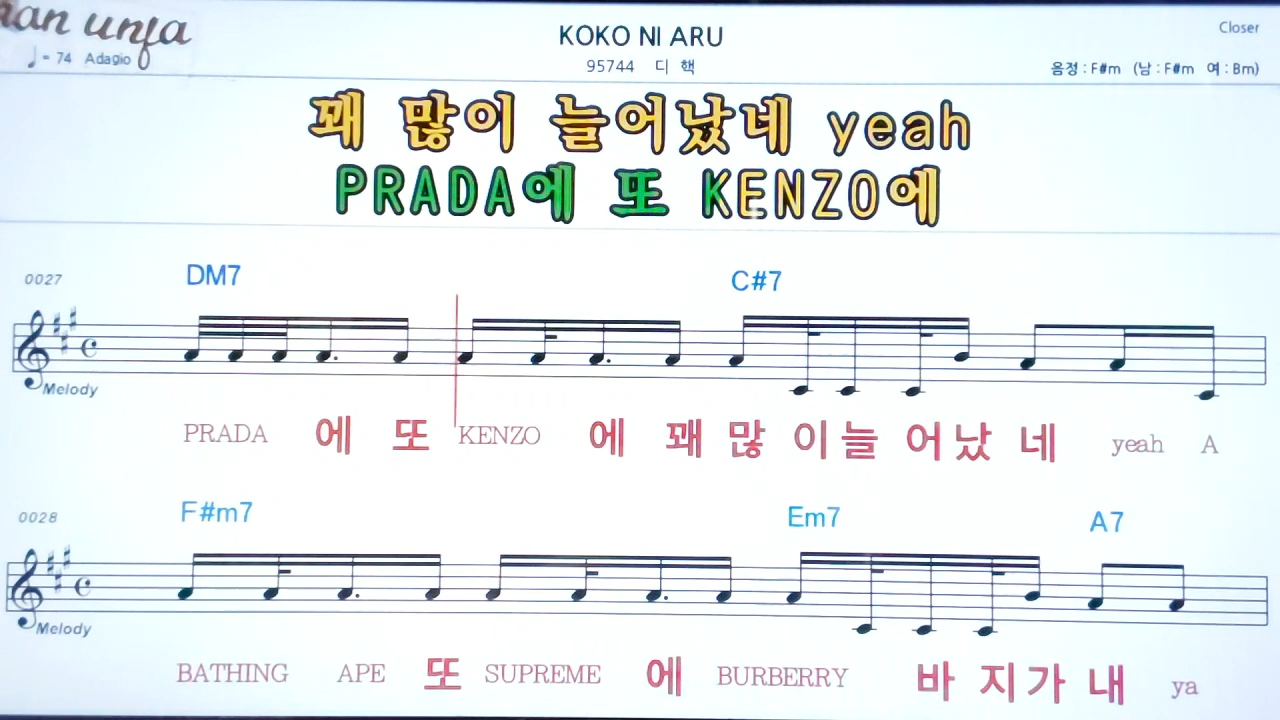 an unfa
♩= 74 Adagio
KOKO NI ARU
95744 디 핵
Closer
음정 : F#m (남 : F#m 여 : Bm)
꽤 많이 늘어났네 yeah
PRADA에 또 KENZO에
0027
DM7 C#7
Melody
PRADA 에 또 KENZO 에 꽤 많 이 늘 어 났 네 yeah A
0028
F#m7 Em7 A7
Melody
BATHING APE 또 SUPREME 에 BURBERRY 바 지 가 내 ya